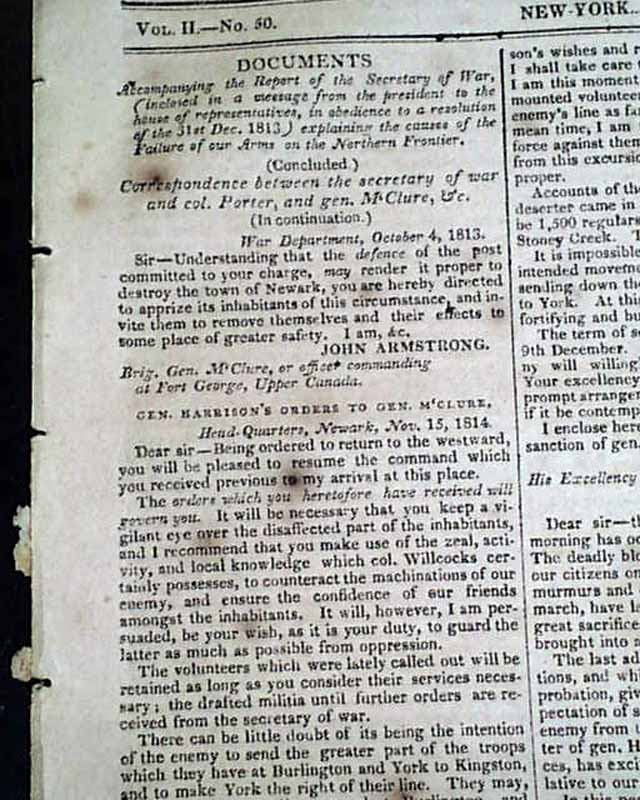 VOL. II.—No. 50.
NEW-YORK..
DOCUMENTS
Accompanying the Report of the Secretary of War,
(inclosed in a message from the president to the
house of representatives, in obedience to a resolution
of the 31st Dec. 1813) explaining the causes of the
Failure of our Arms on the Northern Frontier.
(Concluded.)
Correspondence between the secretary of war
and col. Porter, and gen. M'Clure, &c.
(In continuation.)
War Department, October 4, 1813.
Sir—Understanding that the defence of the post
committed to your charge, may render it proper to
destroy the town of Newark, you are hereby directed
to apprize its inhabitants of this circumstance, and in-
vite them to remove themselves and their effects to
some place of greater safety. I am, &c.
JOHN ARMSTRONG.
Brig. Gen. M'Clure, or officer commanding
at Fort George, Upper Canada.
GEN. HARRISON'S ORDERS TO GEN. M'CLURE,
Head-Quarters, Newark, Nov. 15, 1814.
Dear sir—Being ordered to return to the westward,
you will be pleased to resume the command which
you received previous to my arrival at this place.
The orders which you heretofore have received will
govern you. It will be necessary that you keep a vi-
gilant eye over the disaffected part of the inhabitants,
and I recommend that you make use of the zeal, acti-
vity, and local knowledge which col. Willcocks cer-
tainly possesses, to counteract the machinations of our
enemy, and ensure the confidence of our friends
amongst the inhabitants. It will, however, I am per-
suaded, be your wish, as it is your duty, to guard the
latter as much as possible from oppression.
The volunteers which were lately called out will be
retained as long as you consider their services neces-
sary; the drafted militia until further orders are re-
ceived from the secretary of war.
There can be little doubt of its being the intention
of the enemy to send the greater part of the troops
which they have at Burlington and York to Kingston,
and to make York the right of their line. They may,
son's wishes and
I shall take care
I am this moment
mounted volunteer
enemy's line as fa
mean time, I am
force against them
from this excursi
proper.
Accounts of the
deserter came in
be 1,500 regulars
Stoney Creek.
It is impossible
intended movem
sending down the
to York. At thi
fortifying and bu
The term of se
9th December.
ny will willing
Your excellency
prompt arranger
if it be contemp
I enclose here
sanction of gen.
His Excellency
Dear sir—t
morning has oc
The deadly blo
our citizens on
murmurs and
march, have le
great sacrifice
brought into a
The last ad
tions, and whi
probation, giv
pectation of s
enemy from
ter of gen. H
ces, has exci
lative to our